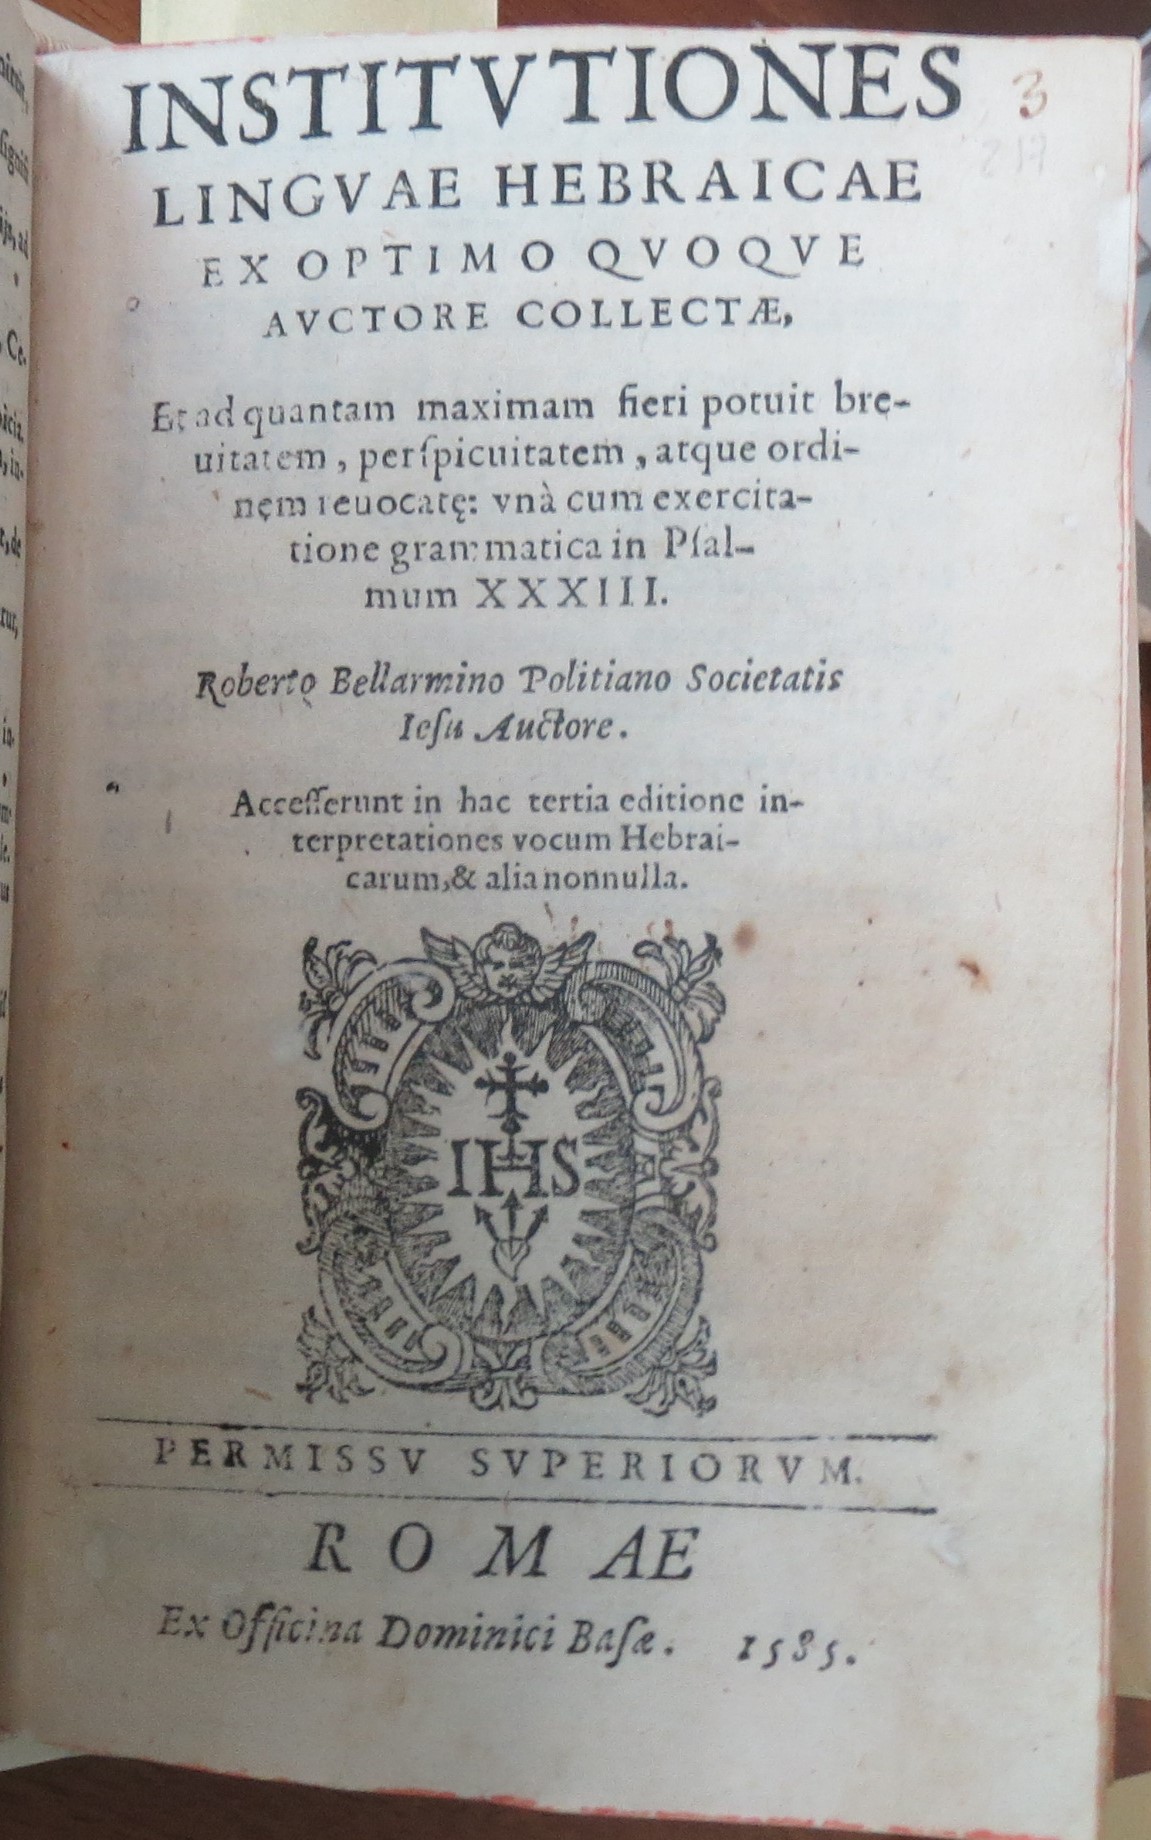 INSTITVTIONES 3
LINGVAE HEBRAICAE
EX OPTIMO QVOQVE
AVCTORE COLLECTÆ,
Et ad quantam maximam fieri potuit bre-
uitatem, perſpicuitatem, atque ordi-
nem reuocatę: vnà cum exercita-
tione grammatica in Pſal-
mum XXXIII.
Roberto Bellarmino Politiano Societatis
Ieſu Auctore.
Acceſſerunt in hac tertia editione in-
terpretationes vocum Hebrai-
carum, & alia nonnulla.
IHS
PERMISSV SVPERIORVM.
ROMAE
Ex Officina Dominici Baſæ. 1585.